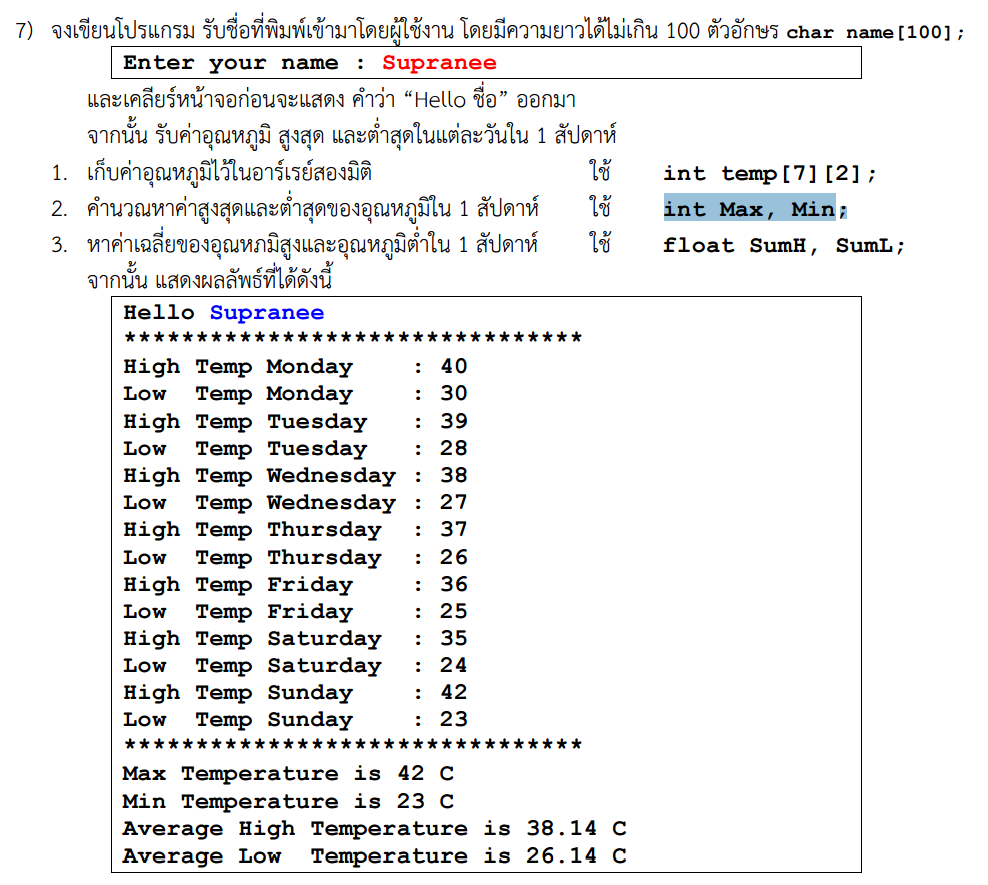 7) จงเขียนโปรแกรม รับชื่อที่พิมพ์เข้ามาโดยผู้ใช้งาน โดยมีความยาวได้ไม่เกิน 100 ตัวอักษร char name[100];
Enter your name : Supranee
และเคลียร์หน้าจอก่อนจะแสดง คำว่า “Hello ชื่อ” ออกมา
จากนั้น รับค่าอุณหภูมิ สูงสุด และต่ำสุดในแต่ละวันใน 1 สัปดาห์
1. เก็บค่าอุณหภูมิไว้ในอาร์เรย์สองมิติ ใช้ int temp[7][2];
2. คำนวณหาค่าสูงสุดและต่ำสุดของอุณหภูมิใน 1 สัปดาห์ ใช้ int Max, Min;
3. หาค่าเฉลี่ยของอุณหภมิสูงและอุณหภูมิต่ำใน 1 สัปดาห์ ใช้ float SumH, SumL;
จากนั้น แสดงผลลัพธ์ที่ได้ดังนี้
Hello Supranee
********************************
High Temp Monday    : 40
Low  Temp Monday    : 30
High Temp Tuesday   : 39
Low  Temp Tuesday   : 28
High Temp Wednesday : 38
Low  Temp Wednesday : 27
High Temp Thursday  : 37
Low  Temp Thursday  : 26
High Temp Friday    : 36
Low  Temp Friday    : 25
High Temp Saturday  : 35
Low  Temp Saturday  : 24
High Temp Sunday    : 42
Low  Temp Sunday    : 23
********************************
Max Temperature is 42 C
Min Temperature is 23 C
Average High Temperature is 38.14 C
Average Low  Temperature is 26.14 C